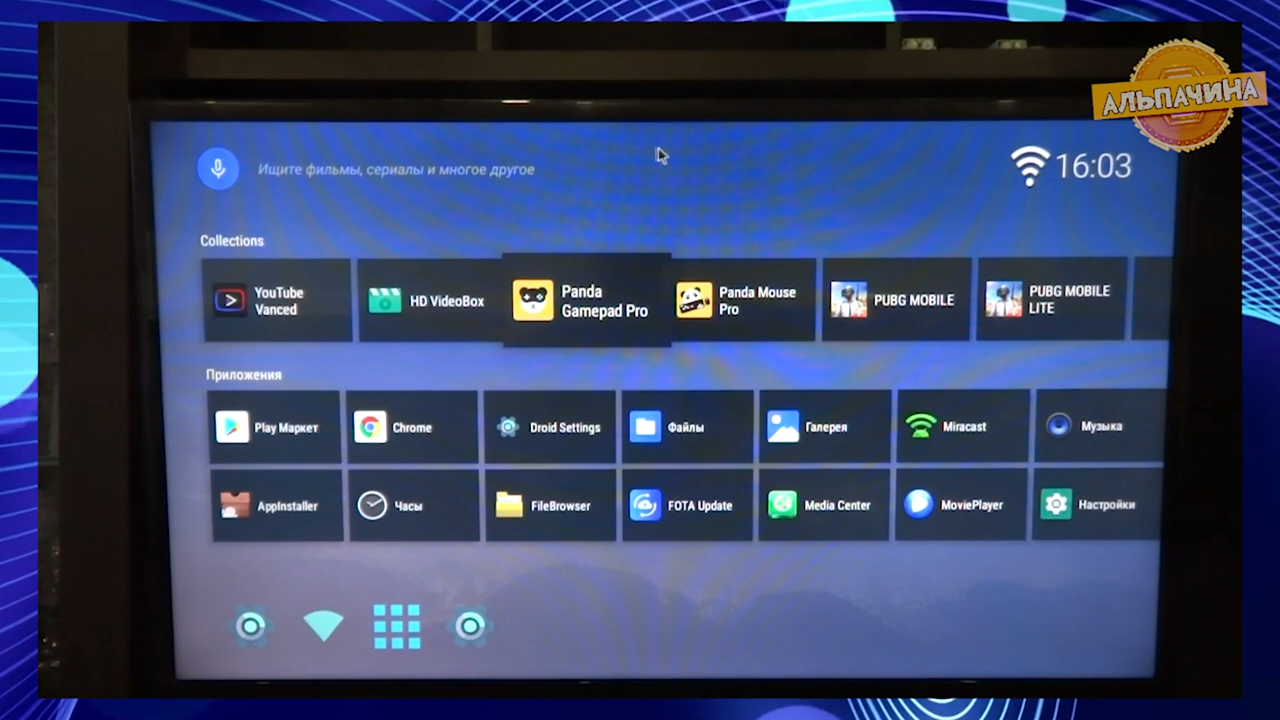 АЛЬПАЧИНА
Ищите фильмы, сериалы и многое другое
16:03
Collections
YouTube
Vanced
HD VideoBox
Panda
Gamepad Pro
Panda Mouse
Pro
PUBG MOBILE
PUBG MOBILE
LITE
Приложения
Play Маркет
Chrome
Droid Settings
Файлы
Галерея
Miracast
Музыка
AppInstaller
Часы
FileBrowser
FOTA Update
Media Center
MoviePlayer
Настройки